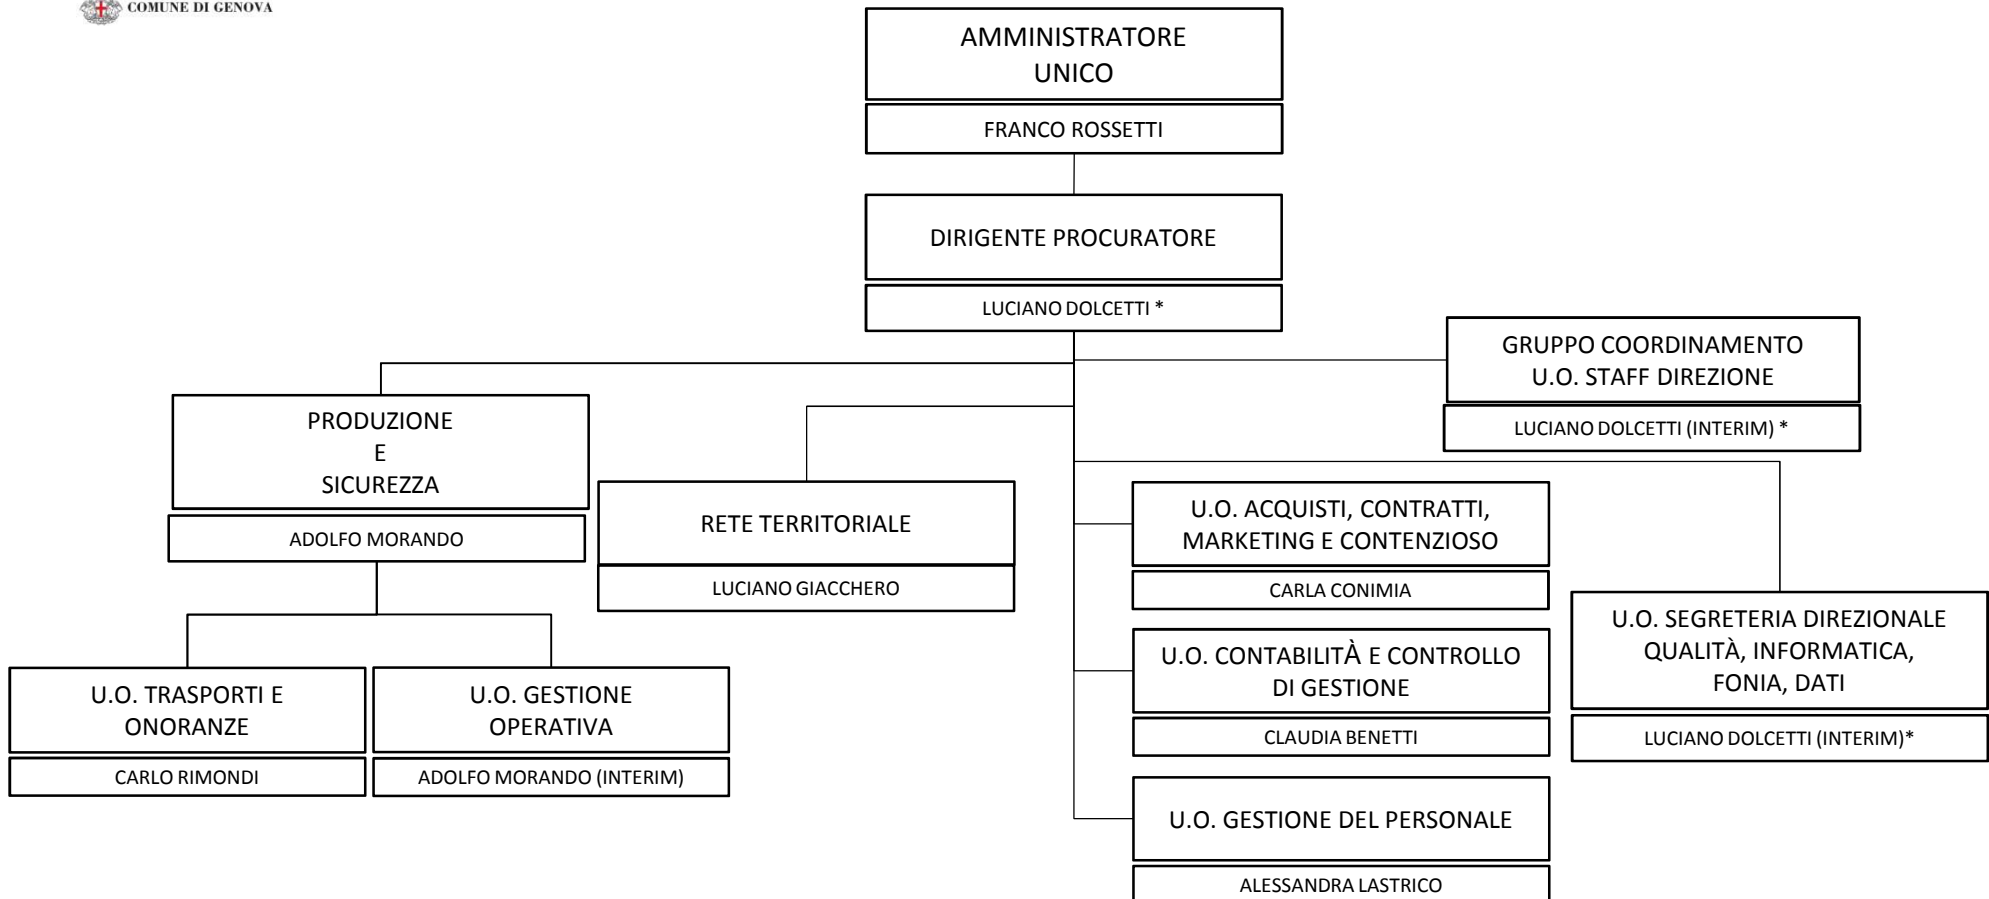 COMUNE DI GENOVA
AMMINISTRATORE
UNICO
FRANCO ROSSETTI
DIRIGENTE PROCURATORE
LUCIANO DOLCETTI *
GRUPPO COORDINAMENTO
U.O. STAFF DIREZIONE
LUCIANO DOLCETTI (INTERIM) *
PRODUZIONE
E
SICUREZZA
ADOLFO MORANDO
RETE TERRITORIALE
LUCIANO GIACCHERO
U.O. ACQUISTI, CONTRATTI,
MARKETING E CONTENZIOSO
CARLA CONIMIA
U.O. SEGRETERIA DIREZIONALE
QUALITÀ, INFORMATICA,
FONIA, DATI
LUCIANO DOLCETTI (INTERIM)*
U.O. CONTABILITÀ E CONTROLLO
DI GESTIONE
CLAUDIA BENETTI
U.O. TRASPORTI E
ONORANZE
CARLO RIMONDI
U.O. GESTIONE
OPERATIVA
ADOLFO MORANDO (INTERIM)
U.O. GESTIONE DEL PERSONALE
ALESSANDRA LASTRICO